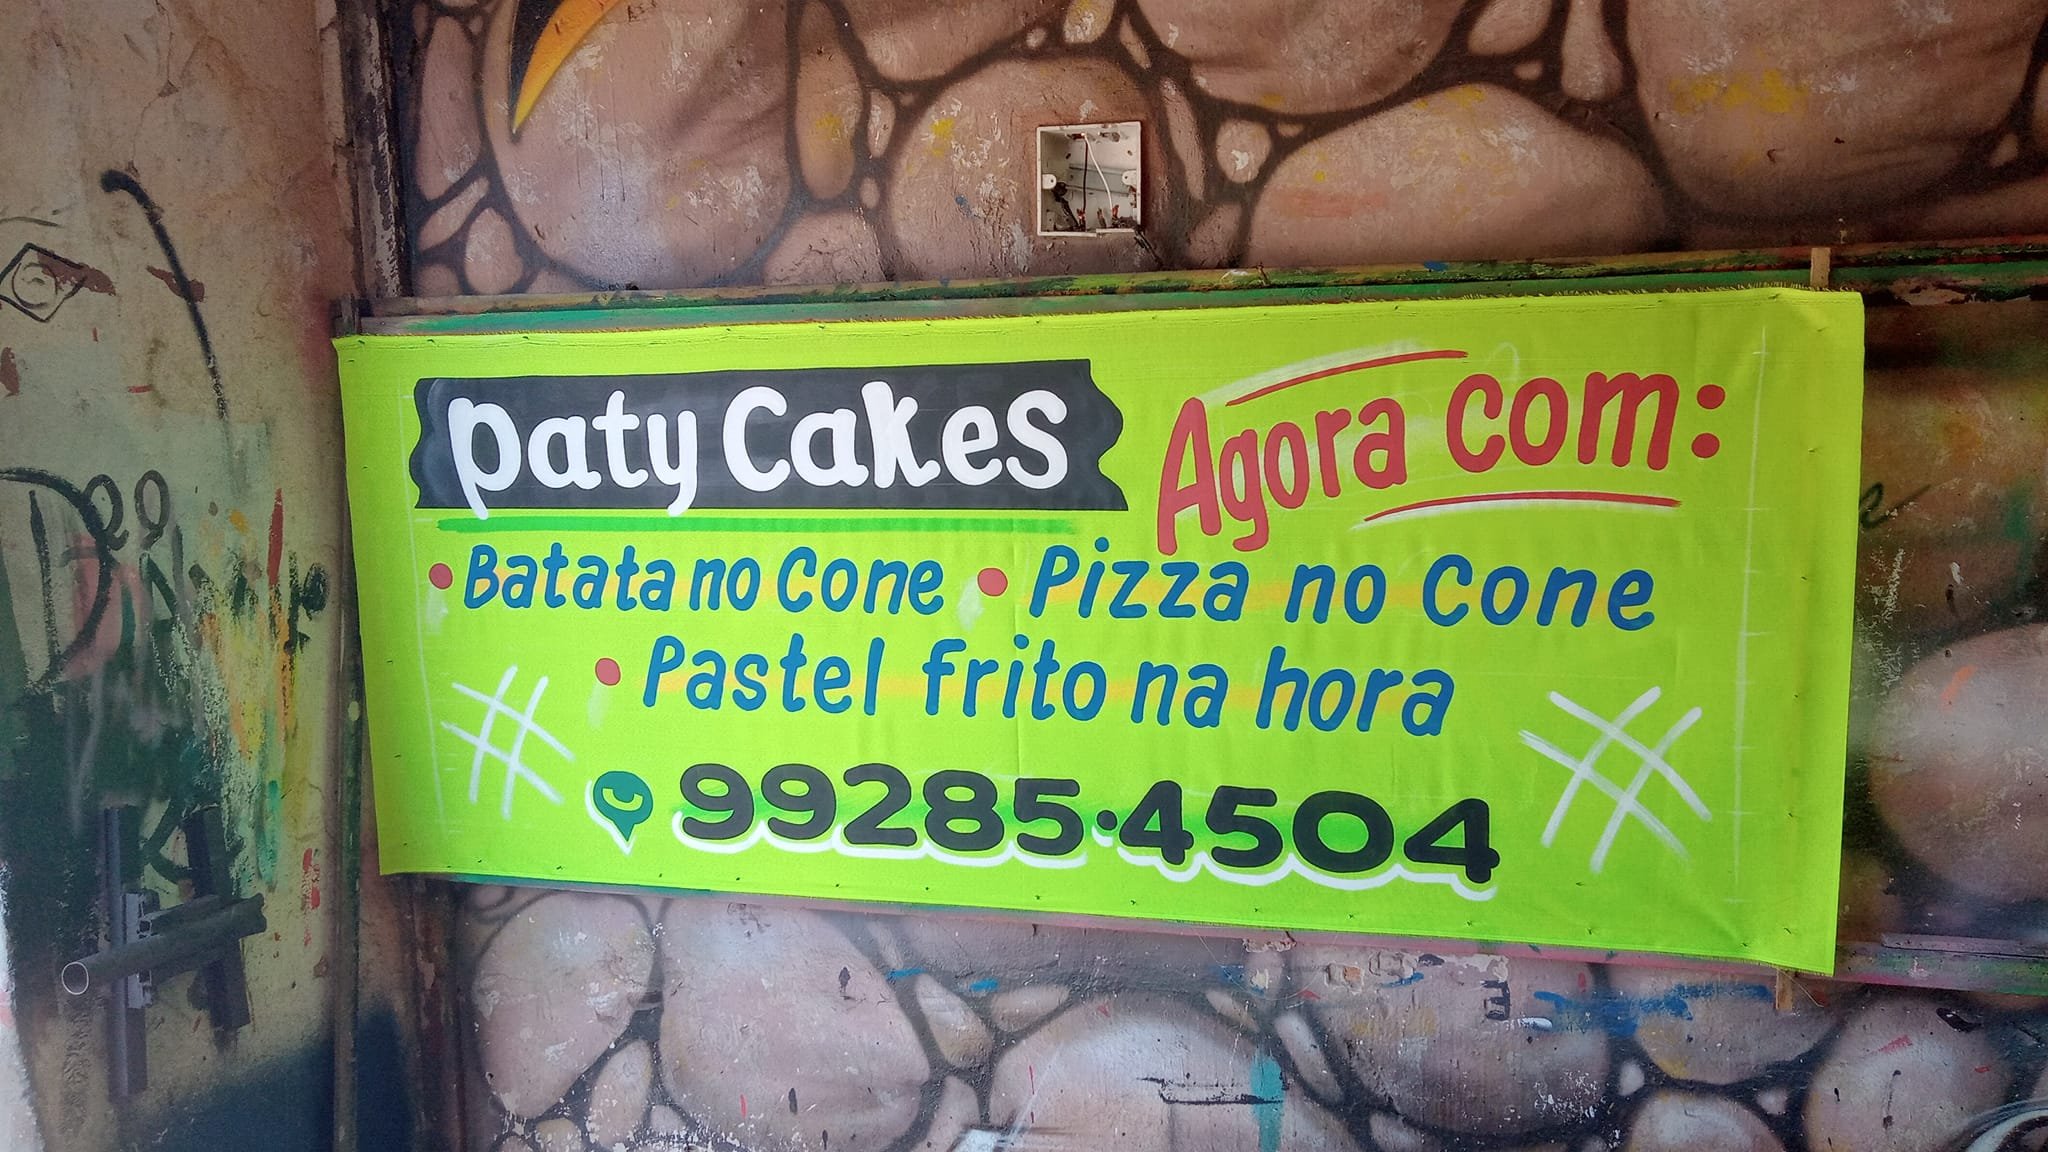 Paty Cakes Agora com:
• Batata no Cone • Pizza no cone
• Pastel frito na hora
99285·4504